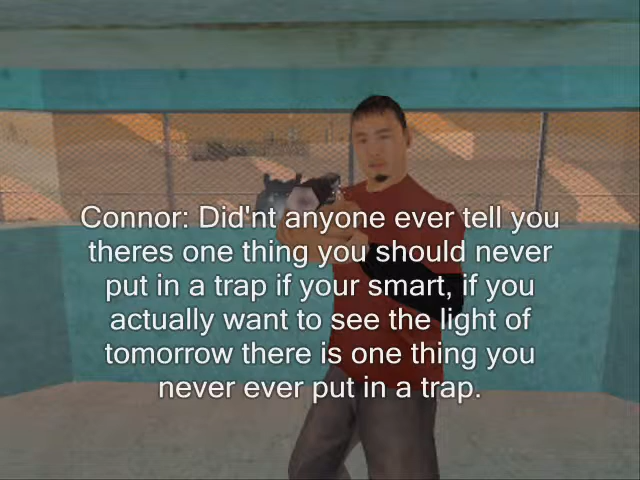 Connor: Did'nt anyone ever tell you
theres one thing you should never
put in a trap if your smart, if you
actually want to see the light of
tomorrow there is one thing you
never ever put in a trap.